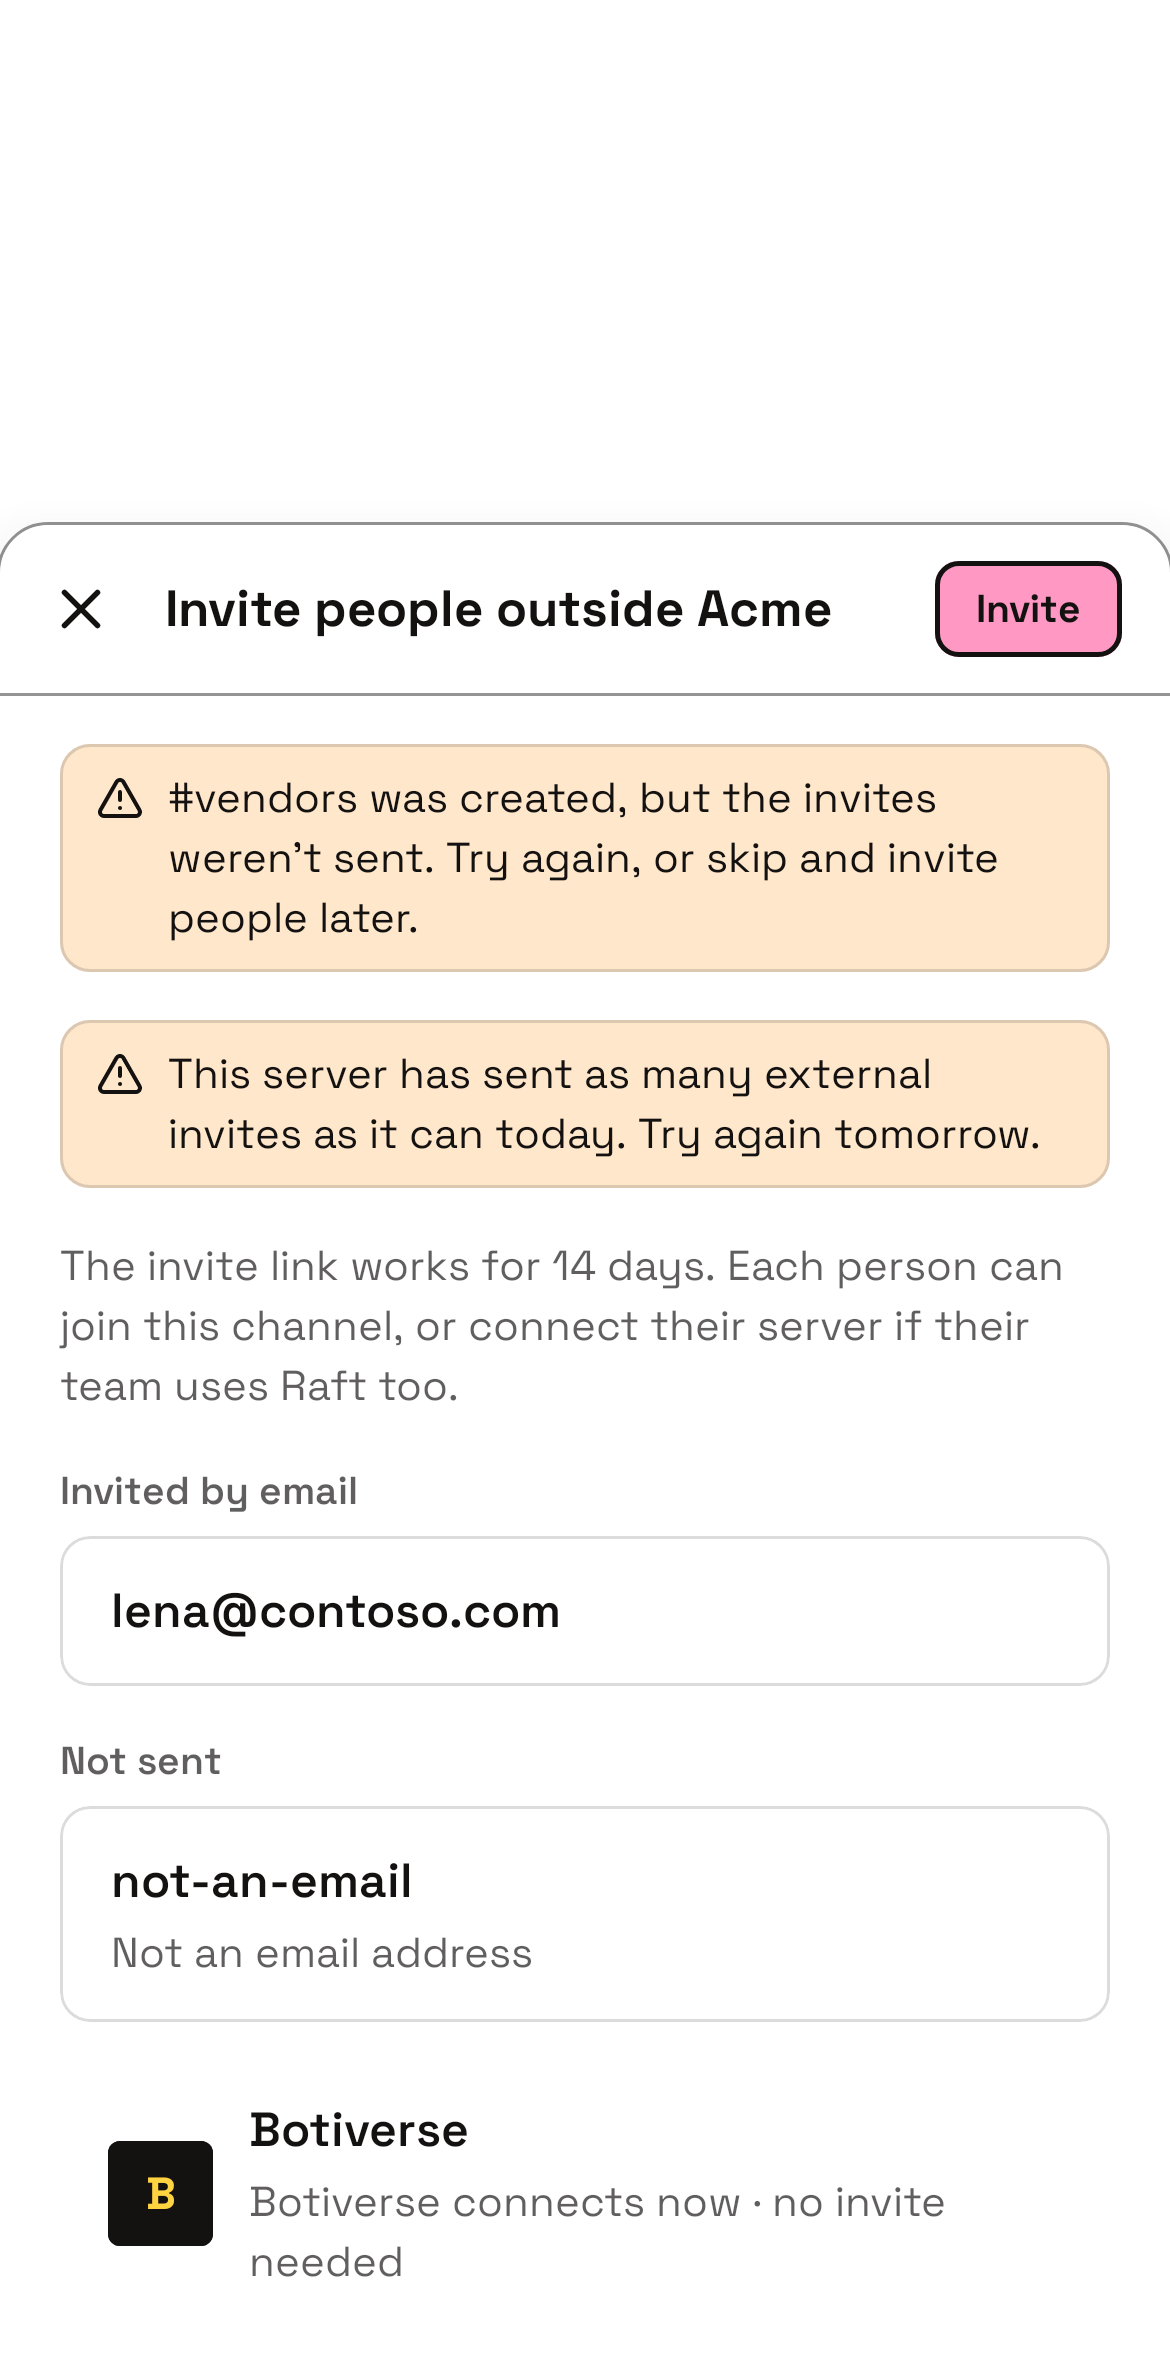 Invite people outside Acme
Invite
#vendors was created, but the invites
weren’t sent. Try again, or skip and invite
people later.
This server has sent as many external
invites as it can today. Try again tomorrow.
The invite link works for 14 days. Each person can
join this channel, or connect their server if their
team uses Raft too.
Invited by email
lena@contoso.com
Not sent
not-an-email
Not an email address
B
Botiverse
Botiverse connects now · no invite
needed